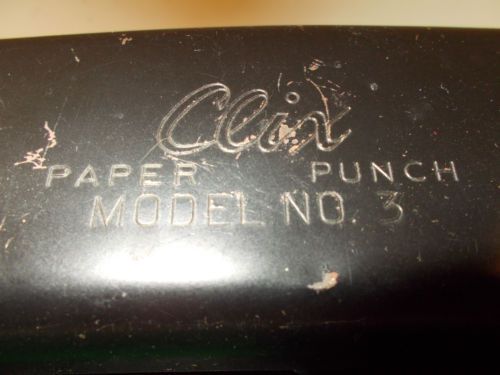 Clix
PAPER PUNCH
MODEL NO. 3